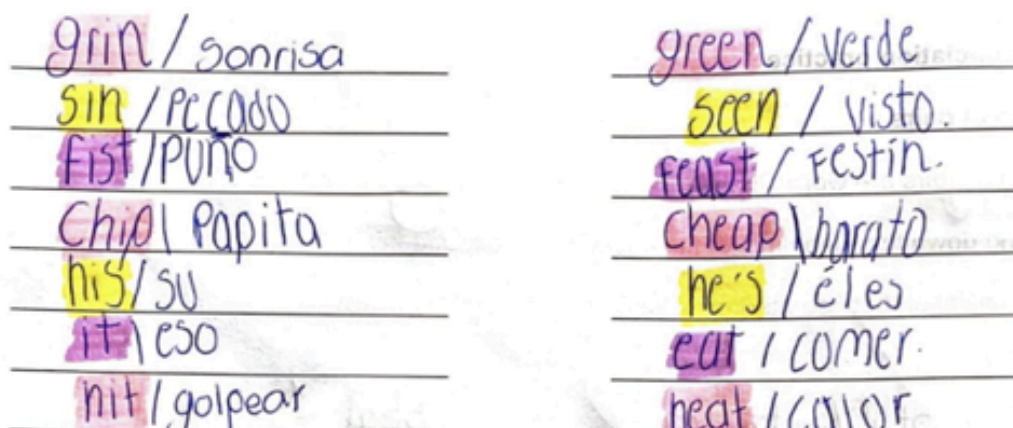 grin / sonrisa
sin / pecado
Fist / Puño
Chip \ Papita
his / su
it \ eso
hit / golpear
green / verde
seen / visto.
feast / Festín.
cheap \ barato
he's / él es
eat / comer.
heat / calor